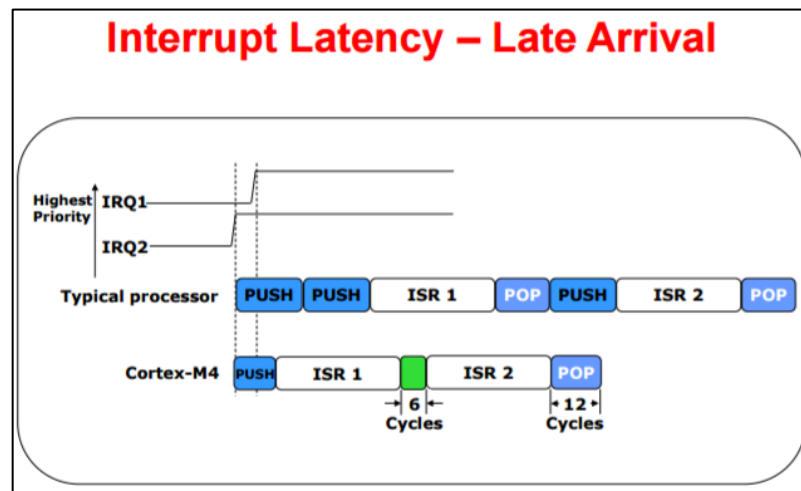 Interrupt Latency – Late Arrival
Highest
Priority
IRQ1
IRQ2
Typical processor
PUSH PUSH ISR 1 POP PUSH ISR 2 POP
Cortex-M4
PUSH ISR 1 ISR 2 POP
6
Cycles
12
Cycles